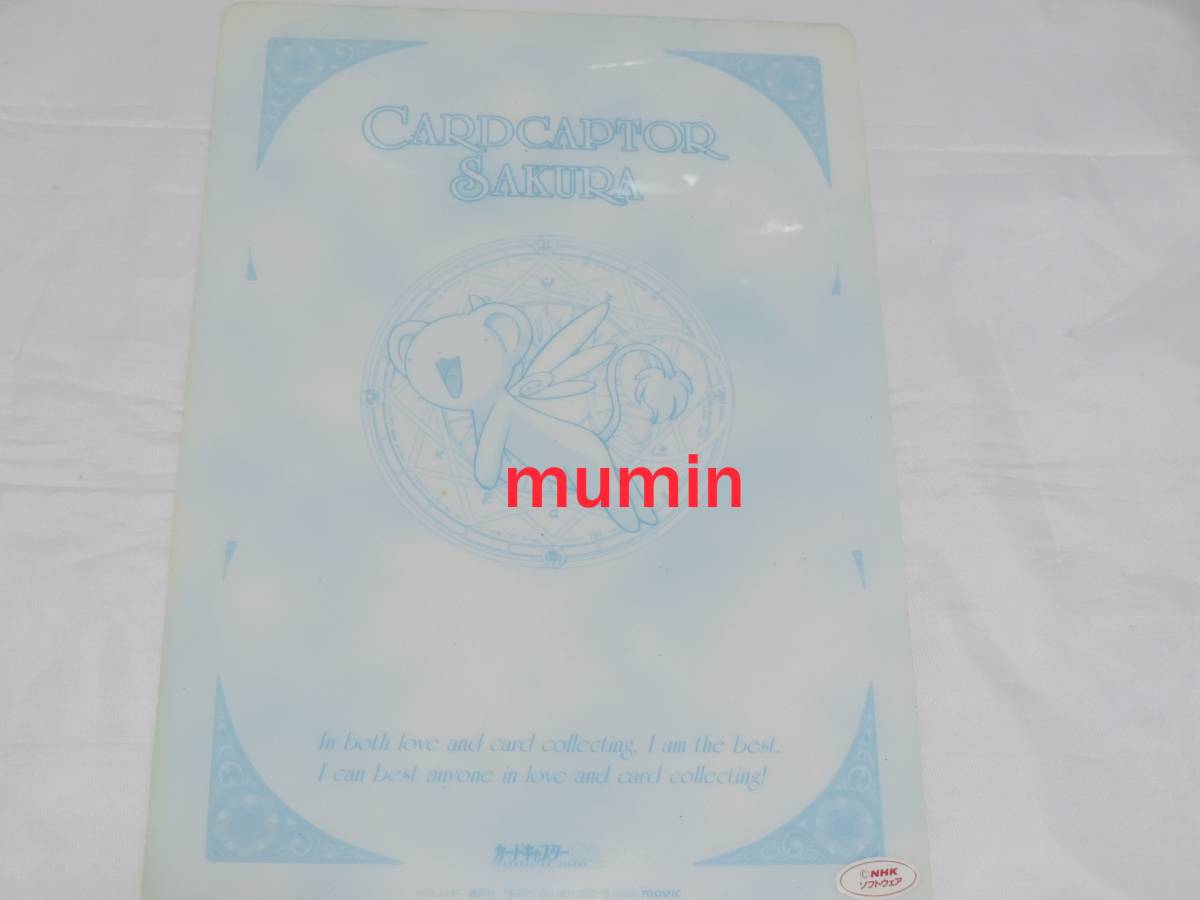 CARDCAPTOR
SAKURA
mumin
In both love and card collecting, I am the best.
I can best anyone in love and card collecting!
カードキャプター
movic
©NHK
ソフトウェア